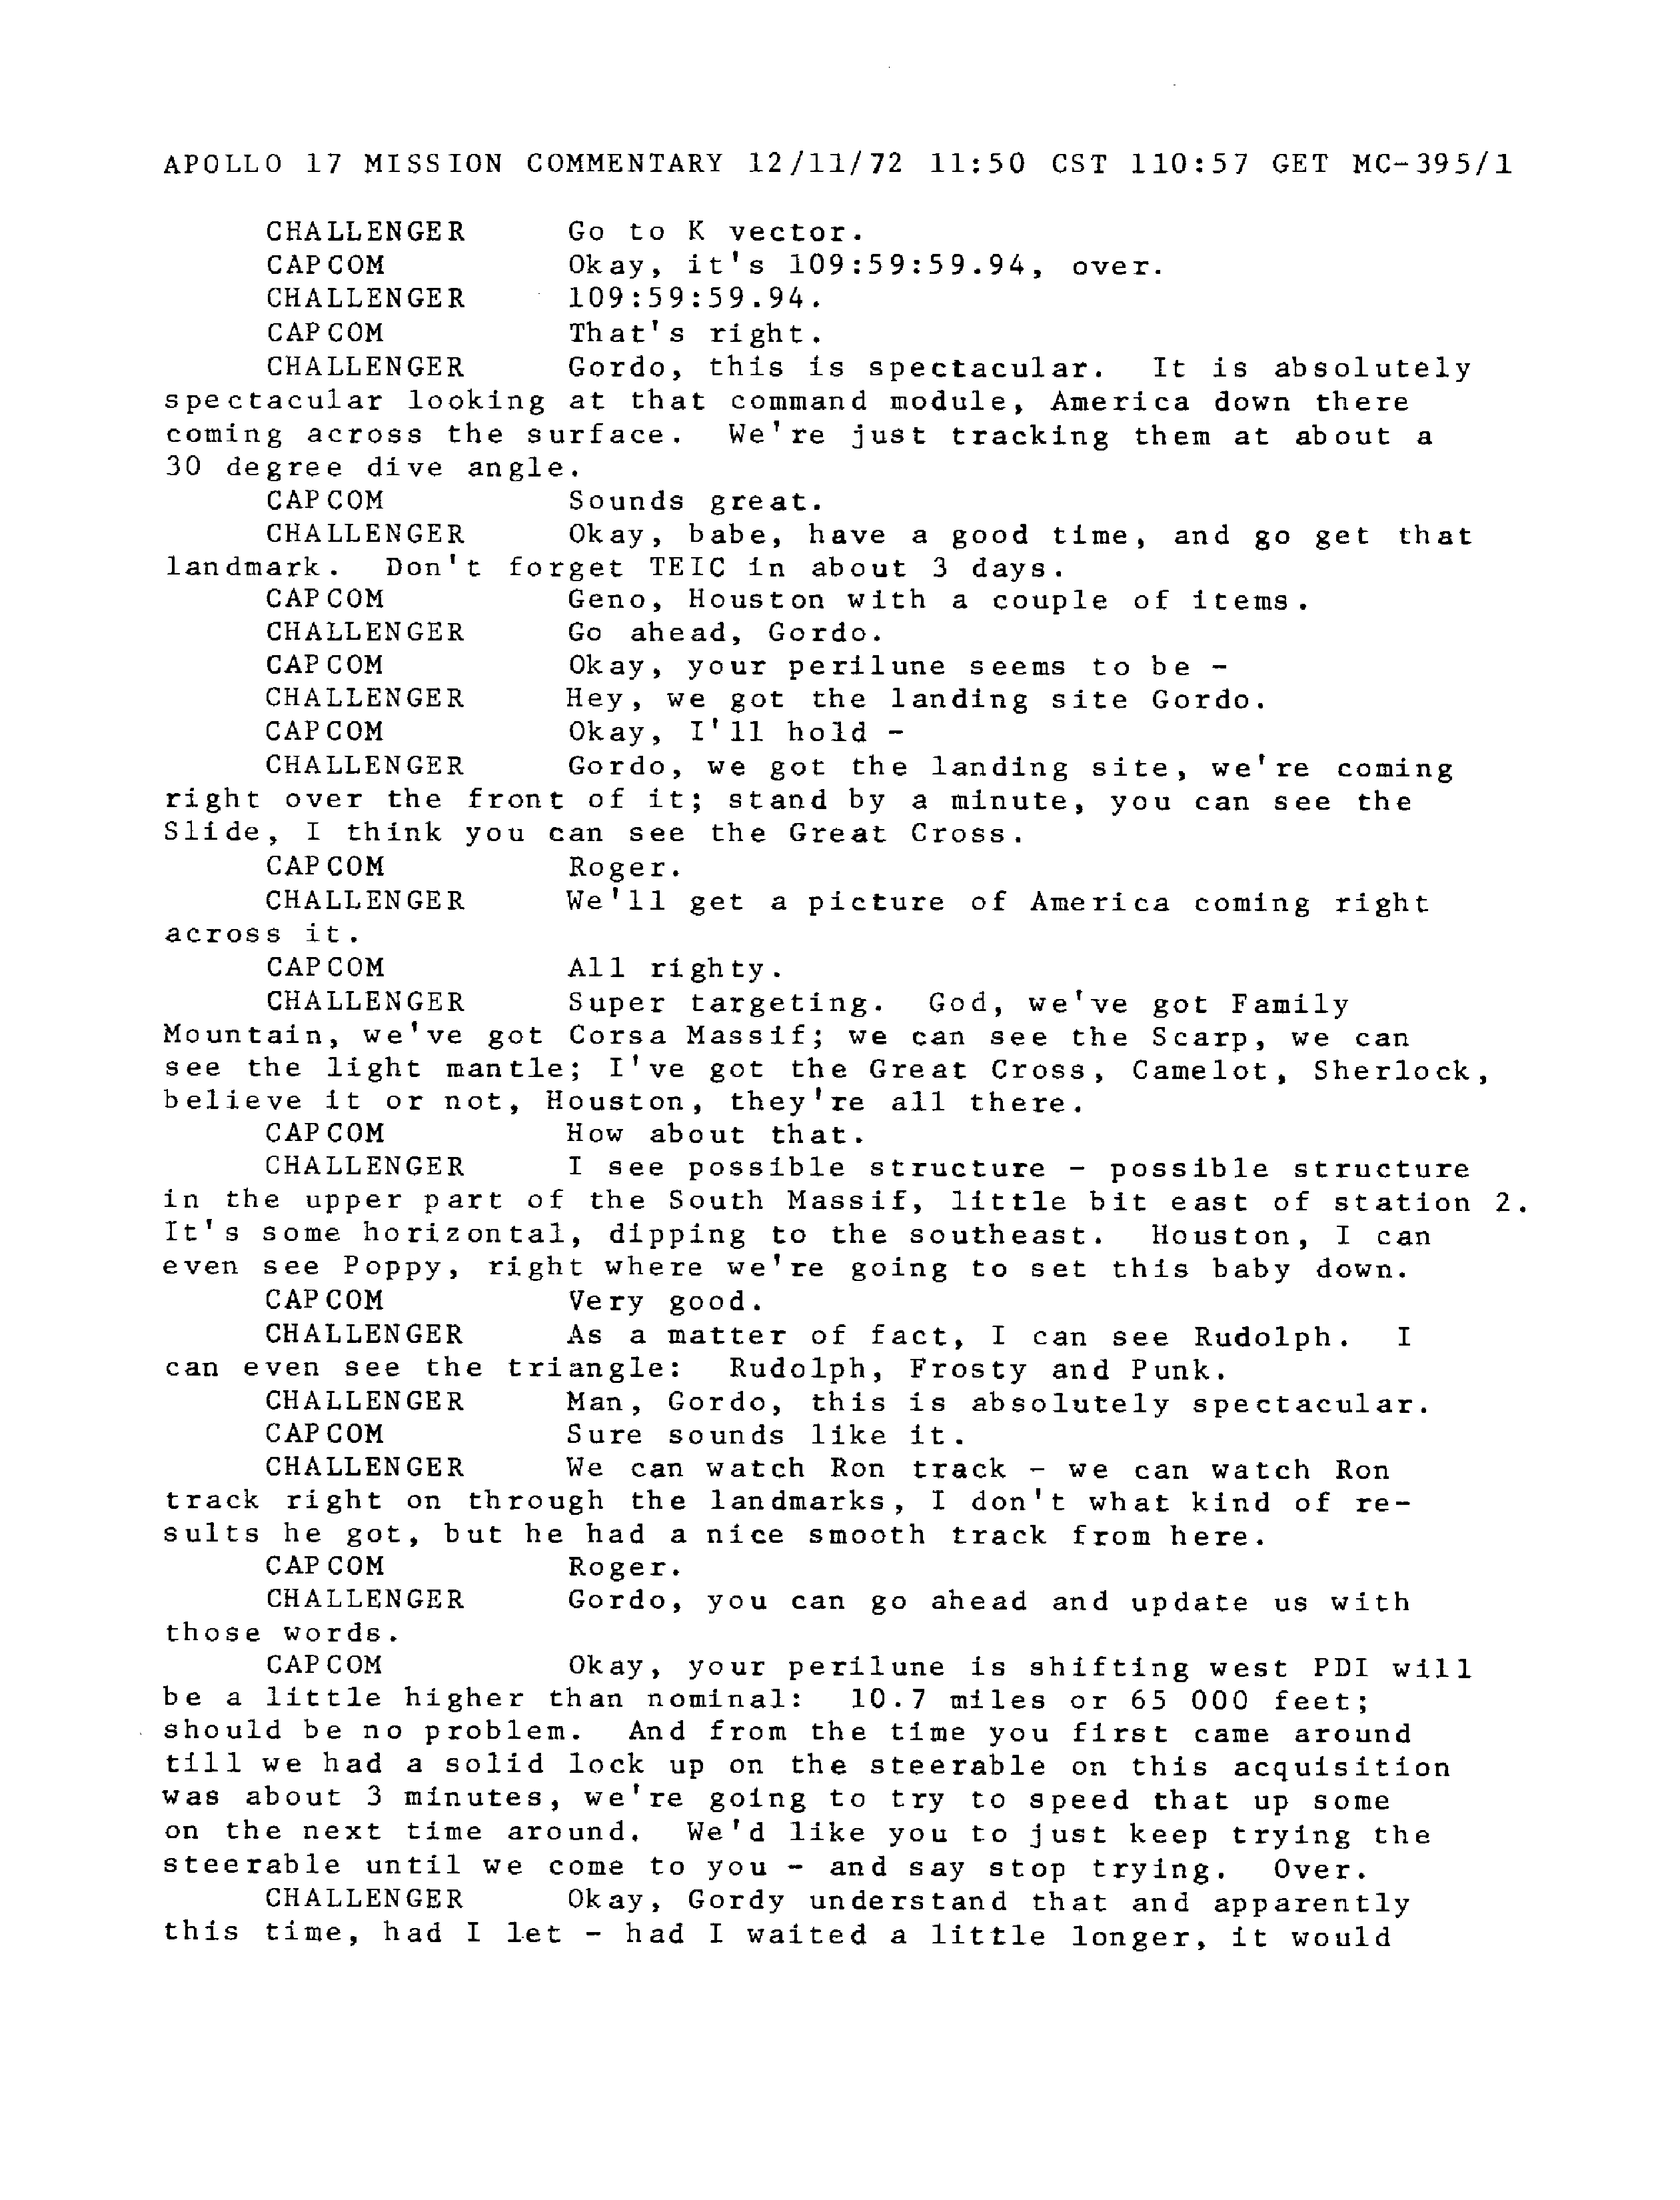 APOLLO 17 MISSION COMMENTARY 12/11/72 11:50 CST 110:57 GET MC-395/1
CHALLENGER Go to K vector.
CAPCOM Okay, it's 109:59:59.94, over.
CHALLENGER 109:59:59.94.
CAPCOM That's right.
CHALLENGER Gordo, this is spectacular. It is absolutely
spectacular looking at that command module, America down there
coming across the surface. We're just tracking them at about a
30 degree dive angle.
CAPCOM Sounds great.
CHALLENGER Okay, babe, have a good time, and go get that
landmark. Don't forget TEIC in about 3 days.
CAPCOM Geno, Houston with a couple of items.
CHALLENGER Go ahead, Gordo.
CAPCOM Okay, your perilune seems to be -
CHALLENGER Hey, we got the landing site Gordo.
CAPCOM Okay, I'll hold -
CHALLENGER Gordo, we got the landing site, we're coming
right over the front of it; stand by a minute, you can see the
Slide, I think you can see the Great Cross.
CAPCOM Roger.
CHALLENGER We'll get a picture of America coming right
across it.
CAPCOM All righty.
CHALLENGER Super targeting. God, we've got Family
Mountain, we've got Corsa Massif; we can see the Scarp, we can
see the light mantle; I've got the Great Cross, Camelot, Sherlock,
believe it or not, Houston, they're all there.
CAPCOM How about that.
CHALLENGER I see possible structure - possible structure
in the upper part of the South Massif, little bit east of station 2.
It's some horizontal, dipping to the southeast. Houston, I can
even see Poppy, right where we're going to set this baby down.
CAPCOM Very good.
CHALLENGER As a matter of fact, I can see Rudolph. I
can even see the triangle: Rudolph, Frosty and Punk.
CHALLENGER Man, Gordo, this is absolutely spectacular.
CAPCOM Sure sounds like it.
CHALLENGER We can watch Ron track - we can watch Ron
track right on through the landmarks, I don't what kind of re-
sults he got, but he had a nice smooth track from here.
CAPCOM Roger.
CHALLENGER Gordo, you can go ahead and update us with
those words.
CAPCOM Okay, your perilune is shifting west PDI will
be a little higher than nominal: 10.7 miles or 65 000 feet;
should be no problem. And from the time you first came around
till we had a solid lock up on the steerable on this acquisition
was about 3 minutes, we're going to try to speed that up some
on the next time around. We'd like you to just keep trying the
steerable until we come to you - and say stop trying. Over.
CHALLENGER Okay, Gordy understand that and apparently
this time, had I let - had I waited a little longer, it would